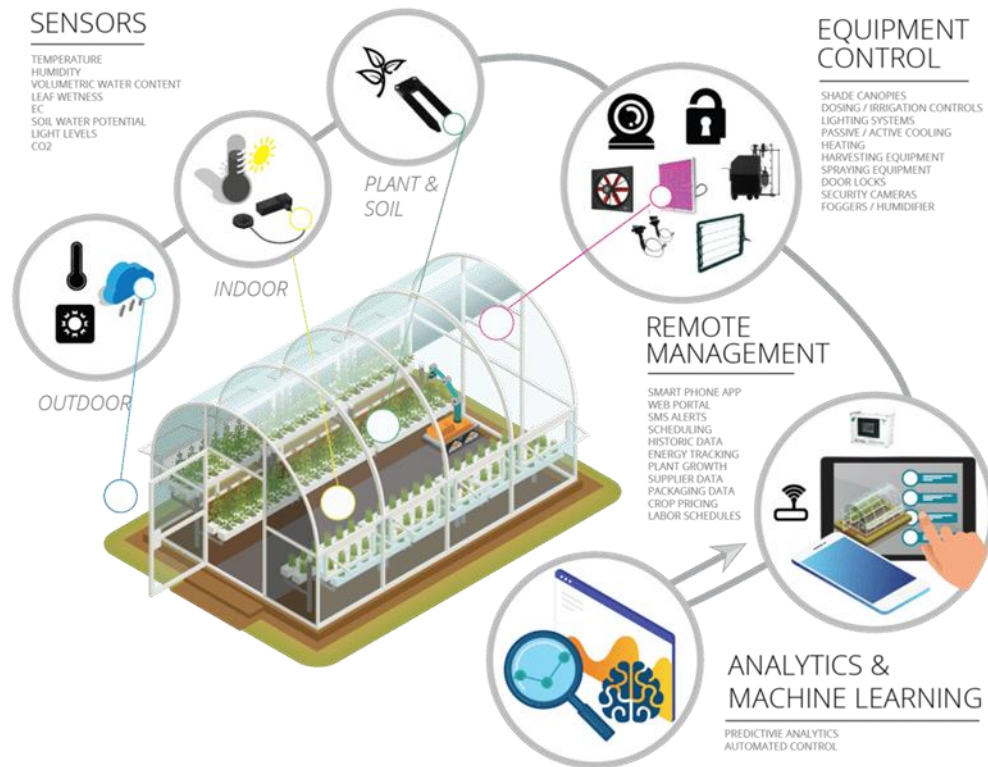 SENSORS
TEMPERATURE
HUMIDITY
VOLUMETRIC WATER CONTENT
LEAF WETNESS
EC
SOIL WATER POTENTIAL
LIGHT LEVELS
CO2
OUTDOOR
INDOOR
PLANT &
SOIL
EQUIPMENT
CONTROL
SHADE CANOPIES
DOSING / IRRIGATION CONTROLS
LIGHTING SYSTEMS
PASSIVE / ACTIVE COOLING
HEATING
HARVESTING EQUIPMENT
SPRAYING EQUIPMENT
DOOR LOCKS
SECURITY CAMERAS
FOGGERS / HUMIDIFIER
REMOTE
MANAGEMENT
SMART PHONE APP
WEB PORTAL
SMS ALERTS
SCHEDULING
HISTORIC DATA
ENERGY TRACKING
PLANT GROWTH
SUPPLIER DATA
PACKAGING DATA
CROP PRICING
LABOR SCHEDULES
ANALYTICS &
MACHINE LEARNING
PREDICTIVIE ANALYTICS
AUTOMATED CONTROL